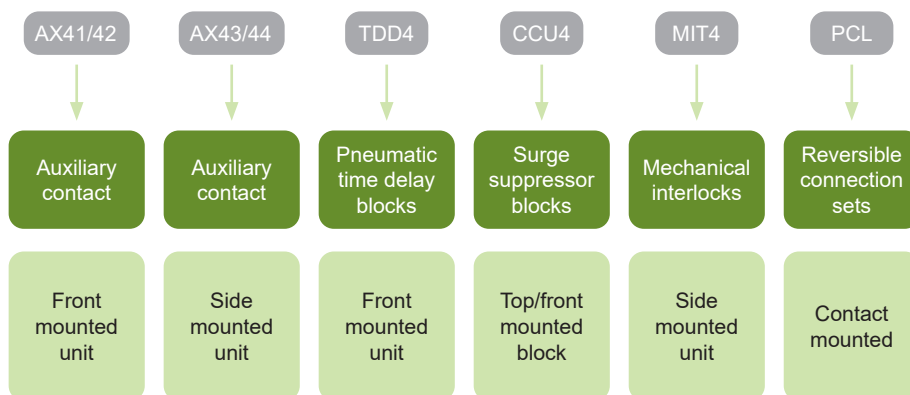 AX41/42
AX43/44
TDD4
CCU4
MIT4
PCL
Auxiliary
contact
Auxiliary
contact
Pneumatic
time delay
blocks
Surge
suppressor
blocks
Mechanical
interlocks
Reversible
connection
sets
Front
mounted
unit
Side
mounted
unit
Front
mounted
unit
Top/front
mounted
block
Side
mounted
unit
Contact
mounted